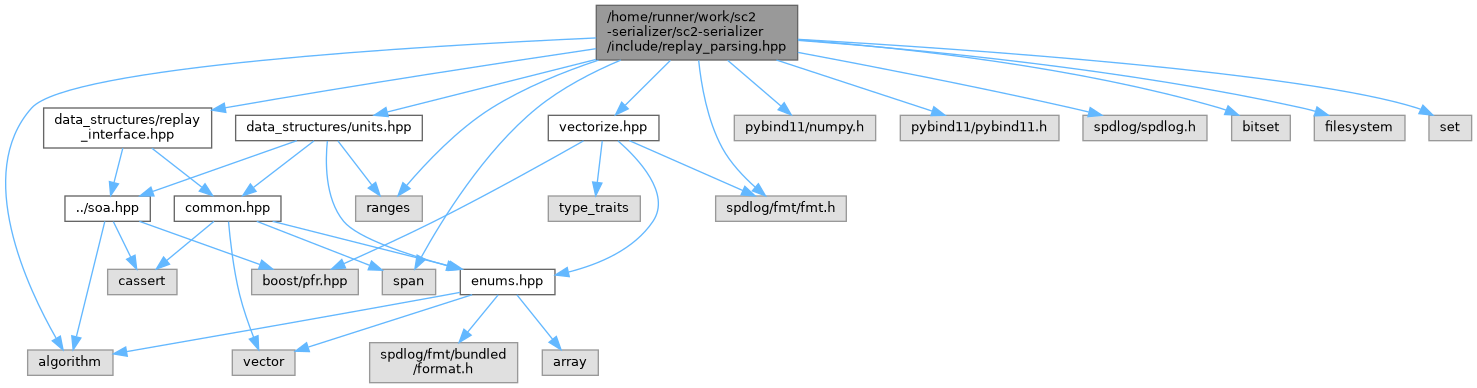 /home/runner/work/sc2
-serializer/sc2-serializer
/include/replay_parsing.hpp
data_structures/replay
_interface.hpp
data_structures/units.hpp
vectorize.hpp
pybind11/numpy.h
pybind11/pybind11.h
spdlog/spdlog.h
bitset
filesystem
set
../soa.hpp
common.hpp
ranges
type_traits
spdlog/fmt/fmt.h
cassert
boost/pfr.hpp
span
enums.hpp
algorithm
vector
spdlog/fmt/bundled
/format.h
array